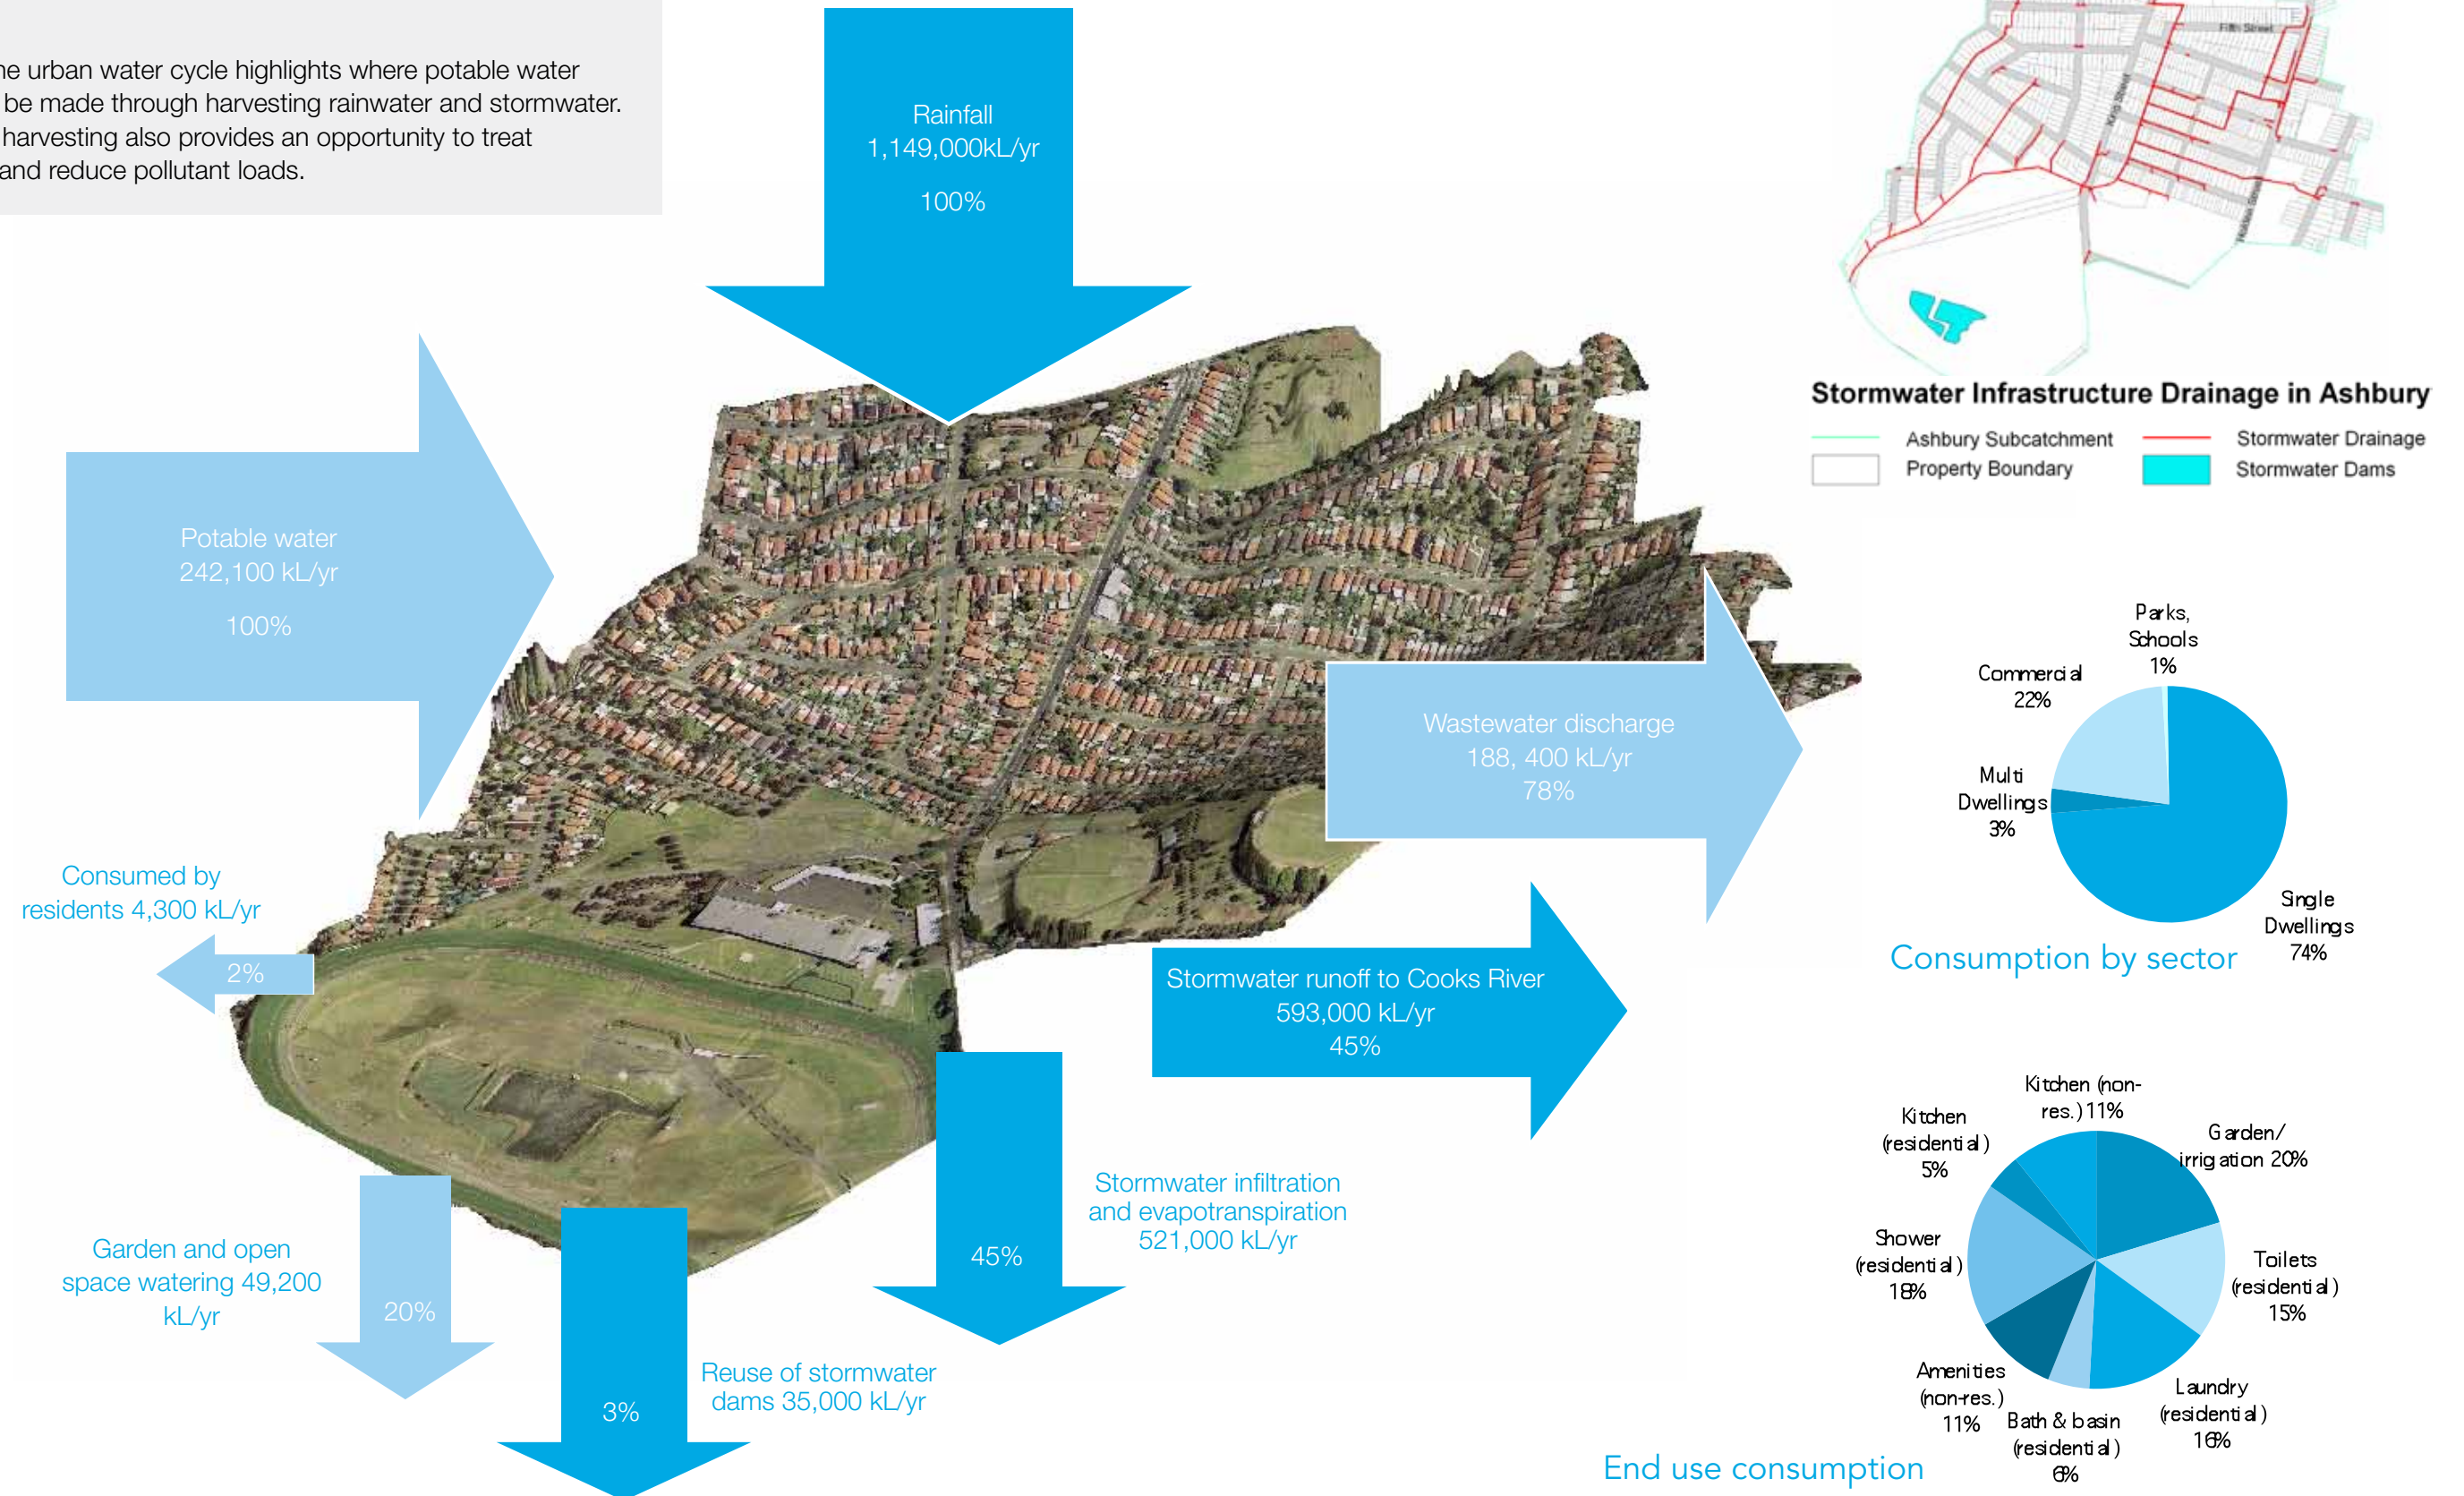 ne urban water cycle highlights where potable water
be made through harvesting rainwater and stormwater.
harvesting also provides an opportunity to treat
and reduce pollutant loads.
Rainfall
1,149,000kL/yr
100%
Fifth Street
King Street
Holden Street
Stormwater Infrastructure Drainage in Ashbury
Ashbury Subcatchment
Stormwater Drainage
Property Boundary
Stormwater Dams
Potable water
242,100 kL/yr
100%
Wastewater discharge
188, 400 kL/yr
78%
Parks,
Schools
1%
Commercial
22%
Multi
Dwellings
3%
Single
Dwellings
74%
Consumption by sector
Consumed by
residents 4,300 kL/yr
2%
Stormwater runoff to Cooks River
593,000 kL/yr
45%
Stormwater infiltration
and evapotranspiration
521,000 kL/yr
45%
Garden and open
space watering 49,200
kL/yr
20%
Reuse of stormwater
dams 35,000 kL/yr
3%
Kitchen (non-
res.) 11%
Garden/
irrigation 20%
Kitchen
(residential)
5%
Toilets
(residential)
15%
Shower
(residential)
18%
Amenities
(non-res.)
11%
Bath & basin
(residential)
6%
Laundry
(residential)
16%
End use consumption